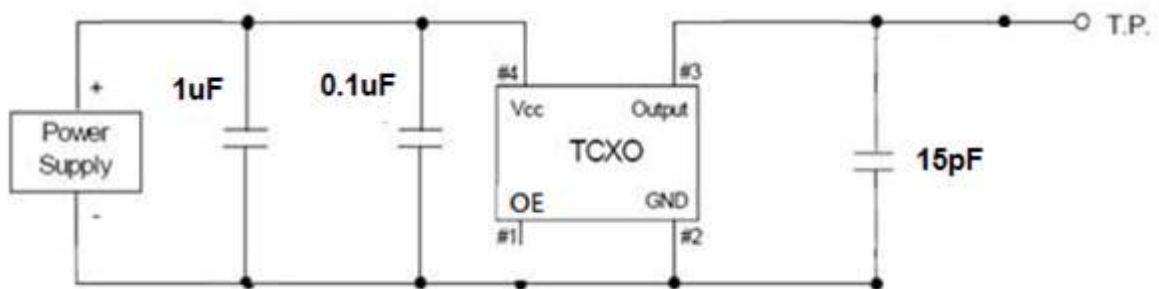 T.P.
#4
#3
1uF
0.1uF
+
Vcc
Output
Power
Supply
TCXO
15pF
OE
GND
-
#1
#2